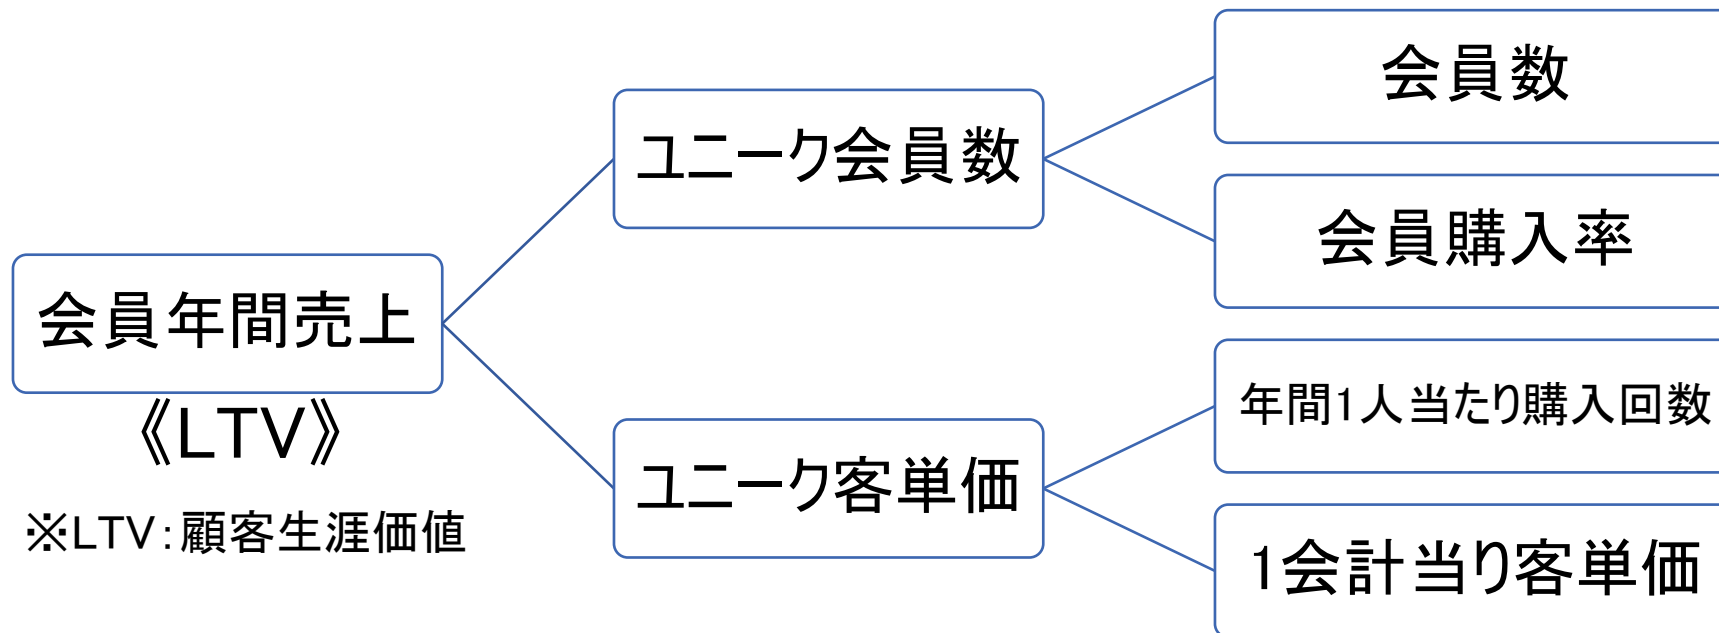 会員年間売上
《LTV》
※LTV:顧客生涯価値
ユニーク会員数
ユニーク客単価
会員数
会員購入率
年間1人当たり購入回数
1会計当り客単価